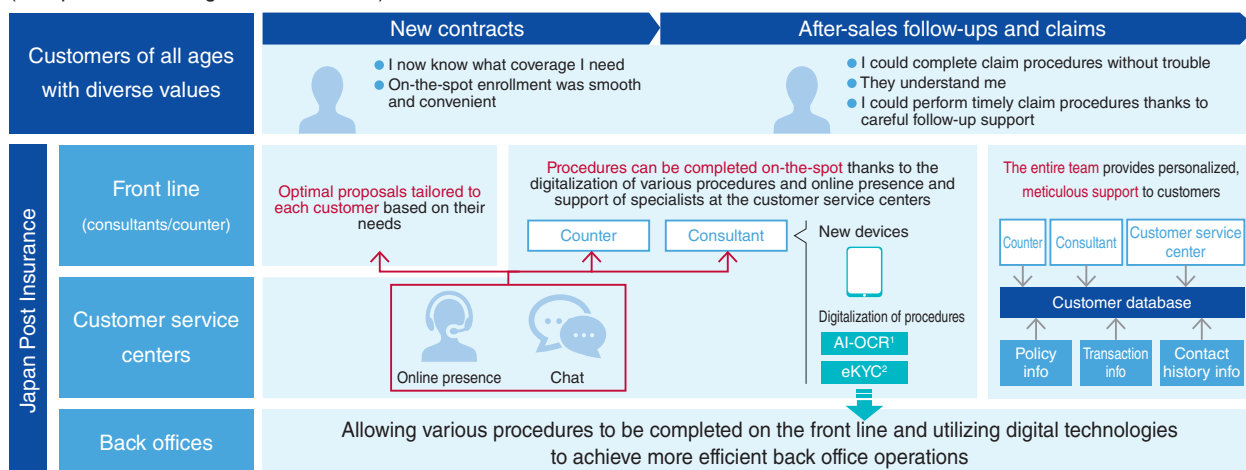 Customers of all ages
with diverse values
New contracts
After-sales follow-ups and claims
● I now know what coverage I need
● On-the-spot enrollment was smooth
and convenient
● I could complete claim procedures without trouble
● They understand me
● I could perform timely claim procedures thanks to
careful follow-up support
Japan Post Insurance
Front line
(consultants/counter)
Optimal proposals tailored to
each customer based on their
needs
Procedures can be completed on-the-spot thanks to the
digitalization of various procedures and online presence and
support of specialists at the customer service centers
Counter
Consultant
New devices
The entire team provides personalized,
meticulous support to customers
Counter
Consultant
Customer service
center
Customer database
Policy
info
Transaction
info
Contact
history info
Customer service
centers
Online presence
Chat
Digitalization of procedures
AI-OCR¹
eKYC²
Back offices
Allowing various procedures to be completed on the front line and utilizing digital technologies
to achieve more efficient back office operations